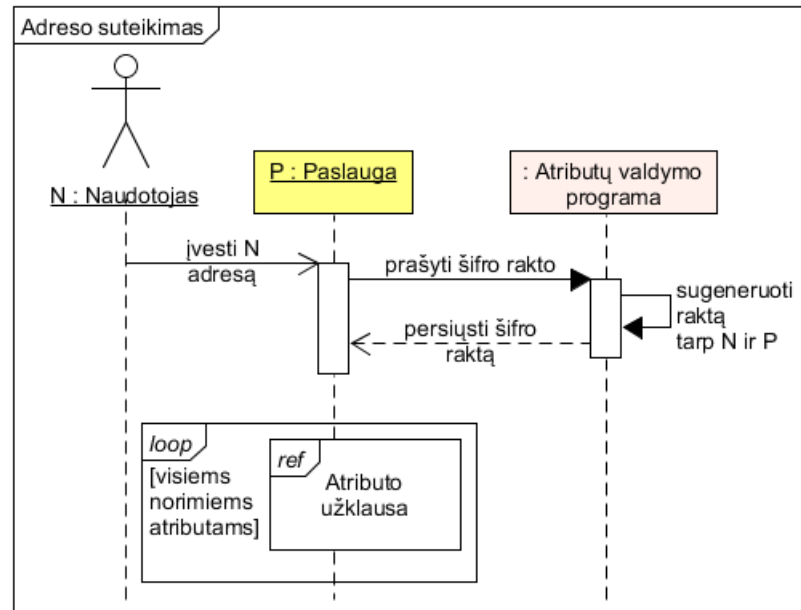 Adreso suteikimas
N : Naudotojas
P : Paslauga
: Atributų valdymo
programa
įvesti N
adresą
prašyti šifro rakto
sugeneruoti
raktą
tarp N ir P
persiųsti šifro
raktą
loop
[visiems
norimiems
atributams]
ref
Atributo
užklausa